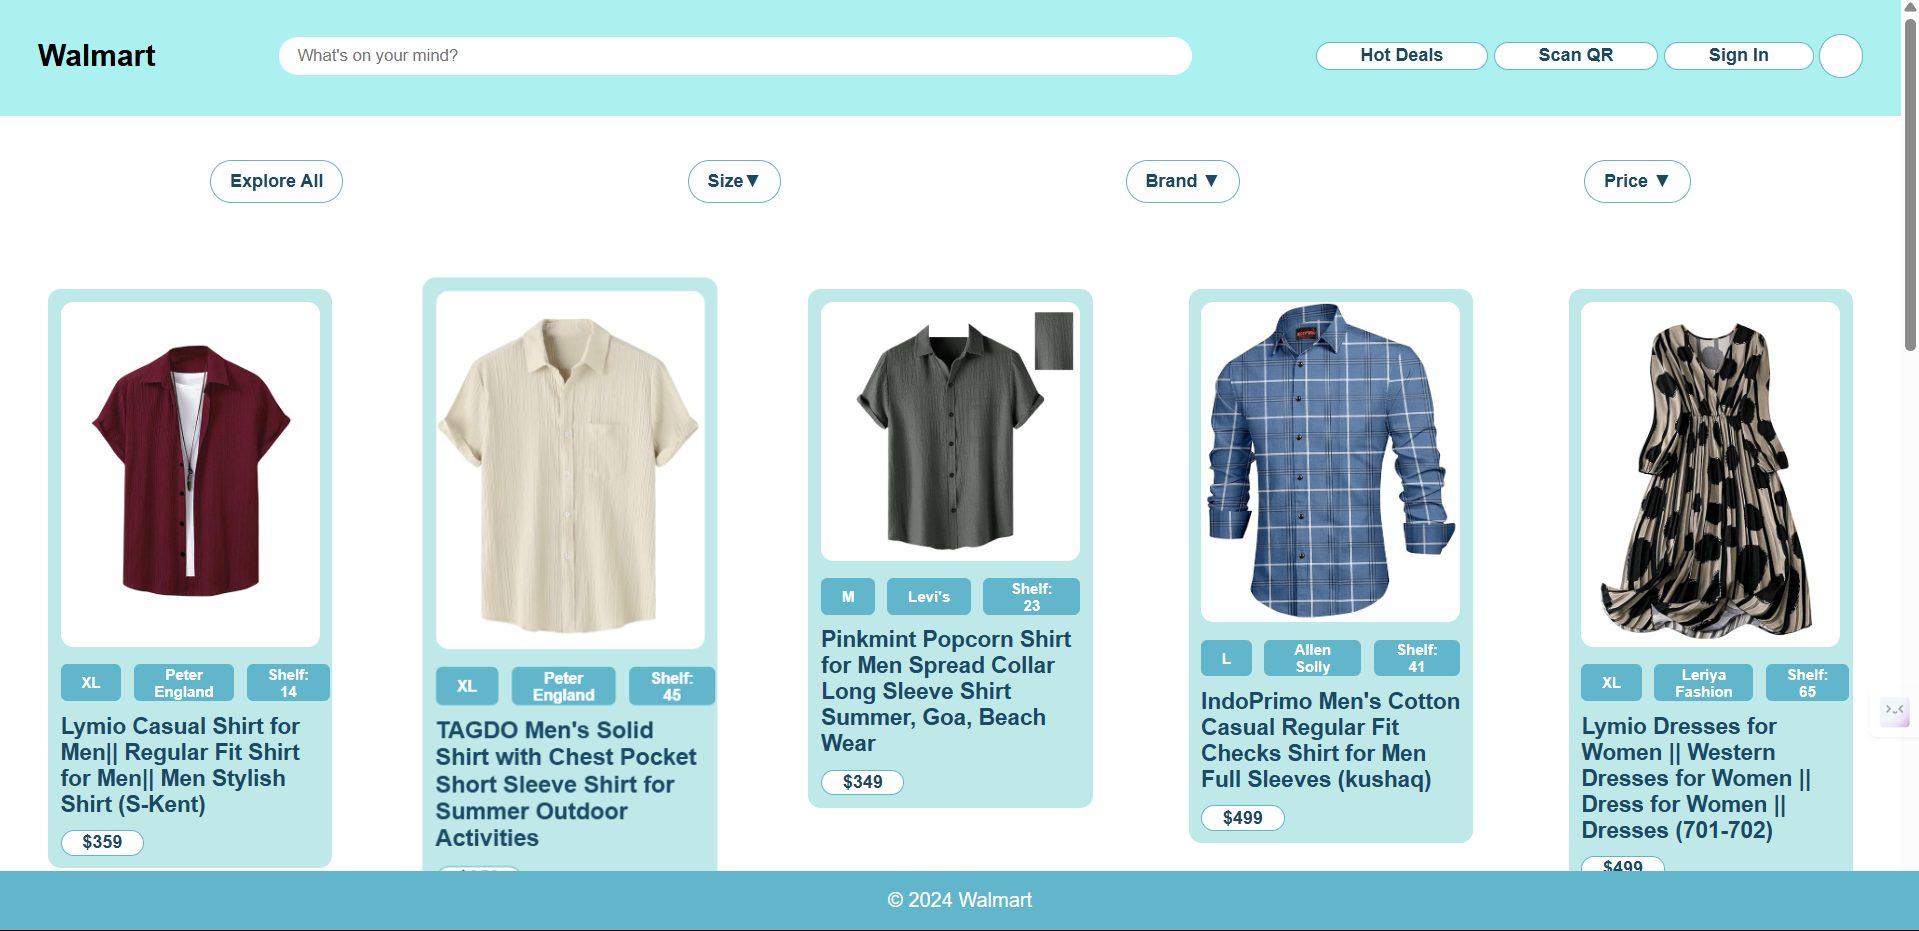 Walmart
What's on your mind?
Hot Deals
Scan QR
Sign In
Explore All
Size▼
Brand ▼
Price ▼
XL
Peter
England
Shelf:
14
Lymio Casual Shirt for
Men|| Regular Fit Shirt
for Men|| Men Stylish
Shirt (S-Kent)
$359
XL
Peter
England
Shelf:
45
TAGDO Men's Solid
Shirt with Chest Pocket
Short Sleeve Shirt for
Summer Outdoor
Activities
M
Levi's
Shelf:
23
Pinkmint Popcorn Shirt
for Men Spread Collar
Long Sleeve Shirt
Summer, Goa, Beach
Wear
$349
L
Allen
Solly
Shelf:
41
IndoPrimo Men's Cotton
Casual Regular Fit
Checks Shirt for Men
Full Sleeves (kushaq)
$499
XL
Leriya
Fashion
Shelf:
65
Lymio Dresses for
Women || Western
Dresses for Women ||
Dress for Women ||
Dresses (701-702)
$499
© 2024 Walmart